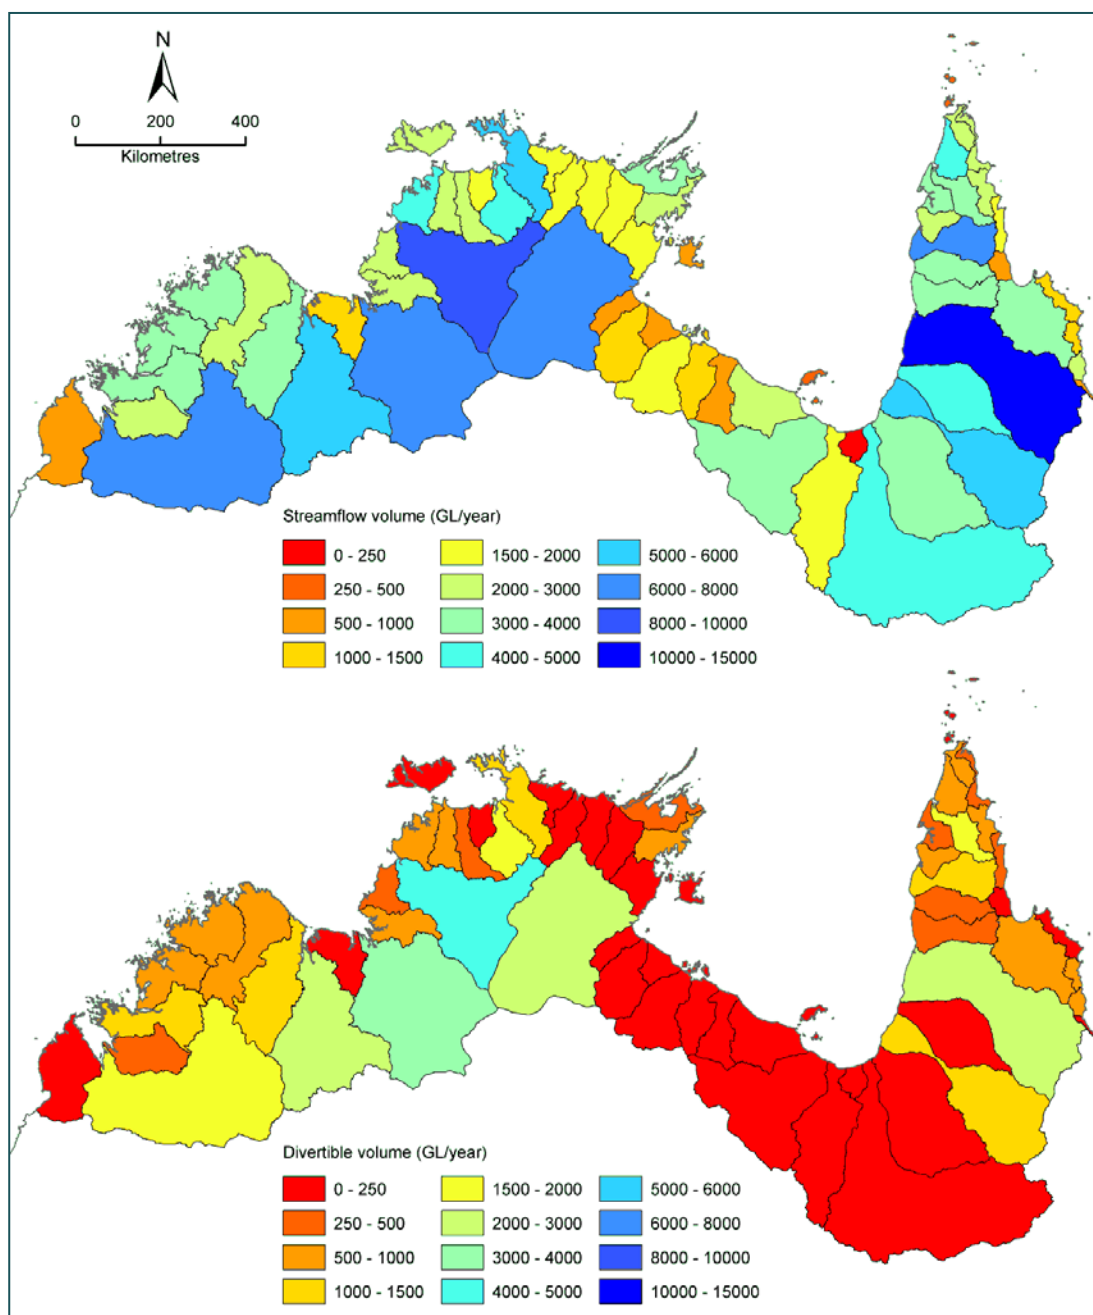 N
0 200 400
Kilometres
Streamflow volume (GL/year)
0 - 250 1500 - 2000 5000 - 6000
250 - 500 2000 - 3000 6000 - 8000
500 - 1000 3000 - 4000 8000 - 10000
1000 - 1500 4000 - 5000 10000 - 15000
Divertible volume (GL/year)
0 - 250 1500 - 2000 5000 - 6000
250 - 500 2000 - 3000 6000 - 8000
500 - 1000 3000 - 4000 8000 - 10000
1000 - 1500 4000 - 5000 10000 - 15000